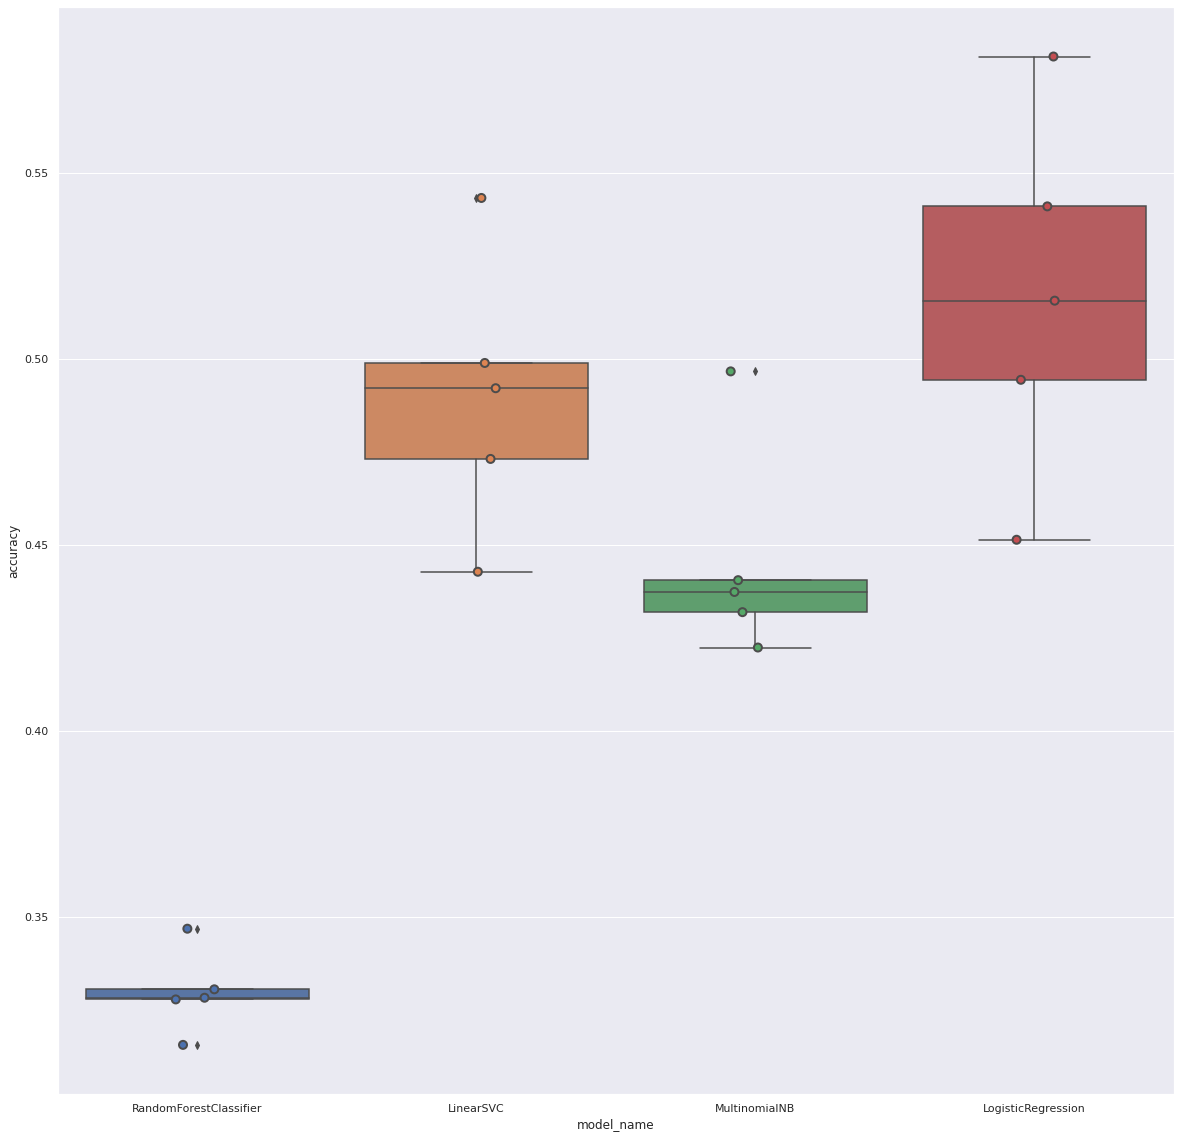 0.55
0.50
0.45
0.40
0.35
accuracy
RandomForestClassifier
LinearSVC
MultinomialNB
LogisticRegression
model_name